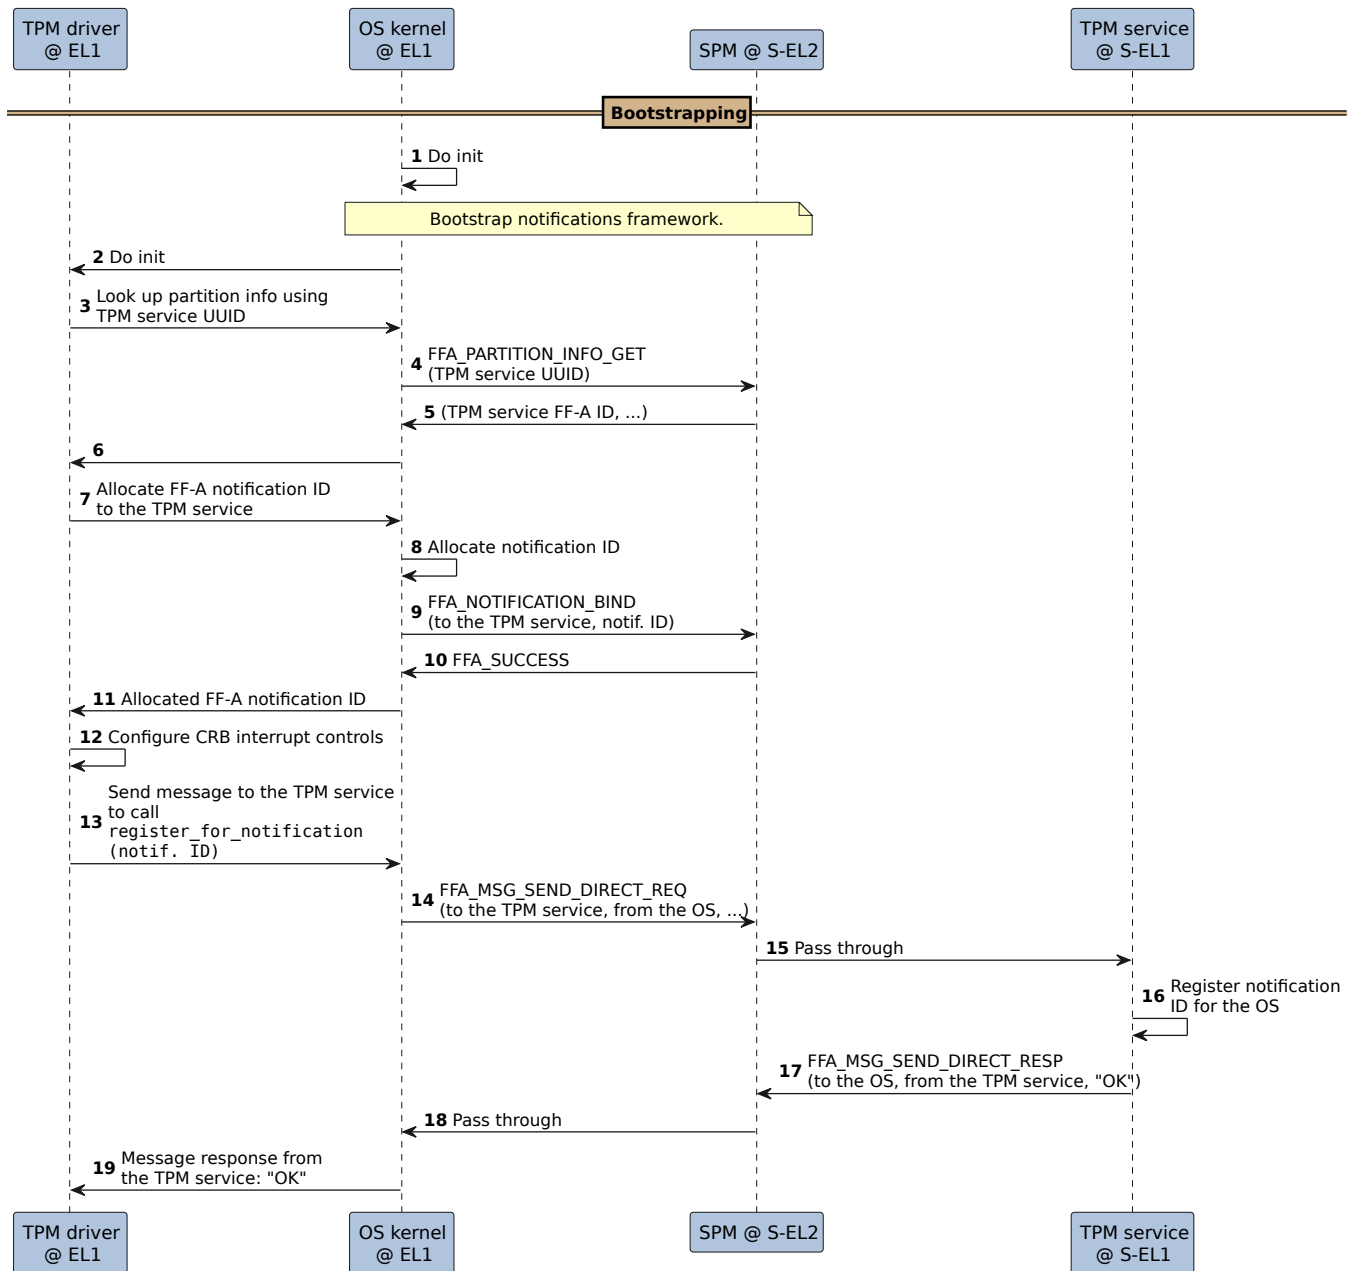 TPM driver
@ EL1
OS kernel
@ EL1
SPM @ S-EL2
TPM service
@ S-EL1
Bootstrapping
1 Do init
Bootstrap notifications framework.
2 Do init
3 Look up partition info using
TPM service UUID
4 FFA_PARTITION_INFO_GET
(TPM service UUID)
5 (TPM service FF-A ID, ...)
6
7 Allocate FF-A notification ID
to the TPM service
8 Allocate notification ID
9 FFA_NOTIFICATION_BIND
(to the TPM service, notif. ID)
10 FFA_SUCCESS
11 Allocated FF-A notification ID
12 Configure CRB interrupt controls
13 Send message to the TPM service
to call
register_for_notification
(notif. ID)
14 FFA_MSG_SEND_DIRECT_REQ
(to the TPM service, from the OS, ...)
15 Pass through
16 Register notification
ID for the OS
17 FFA_MSG_SEND_DIRECT_RESP
(to the OS, from the TPM service, "OK")
18 Pass through
19 Message response from
the TPM service: "OK"
TPM driver
@ EL1
OS kernel
@ EL1
SPM @ S-EL2
TPM service
@ S-EL1